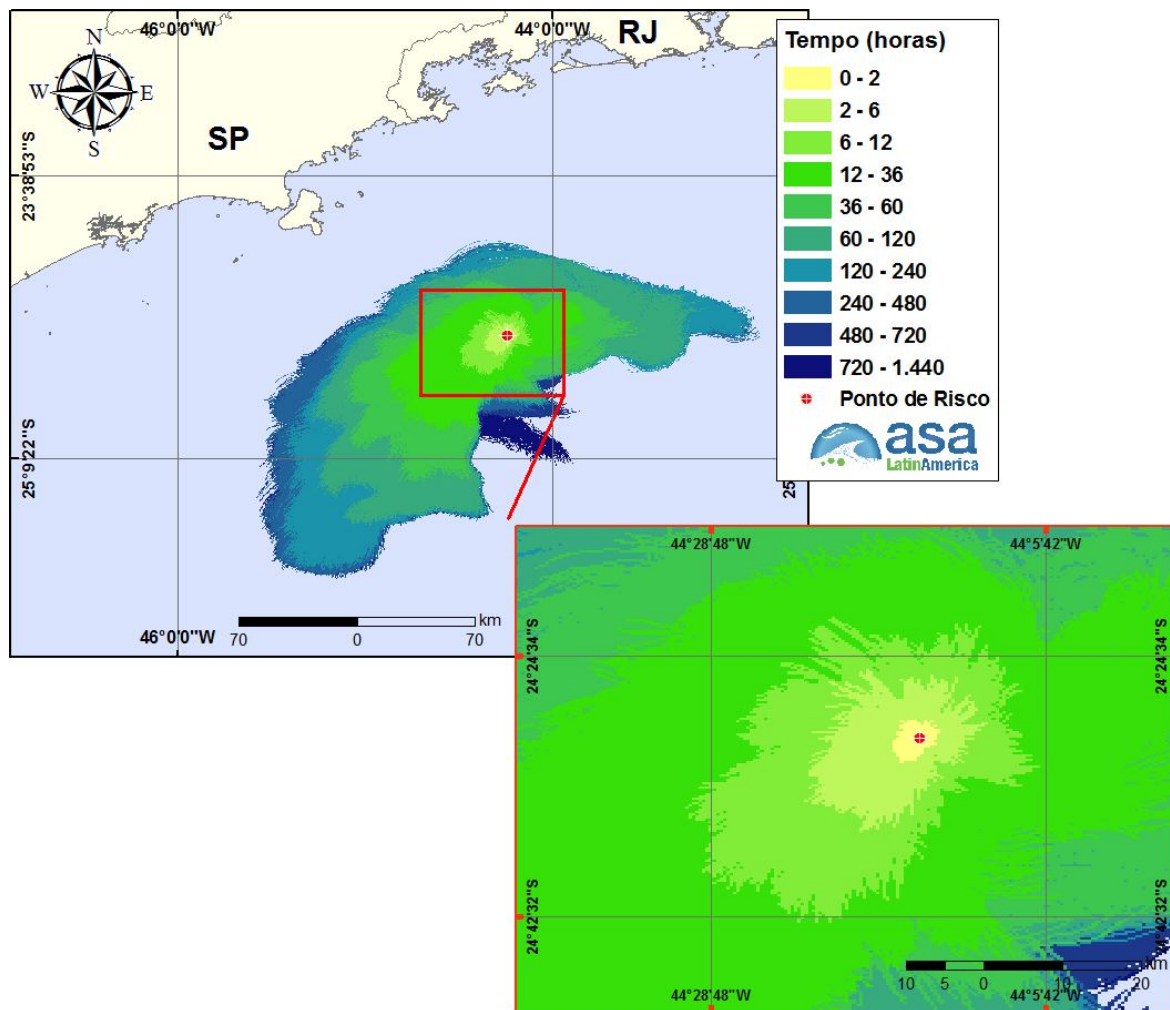 46°0'0"W
44°0'0"W
RJ
N
W
E
S
SP
23°38'53"S
25°9'22"S
25
46°0'0"W
70
0
70
km
Tempo (horas)
0 - 2
2 - 6
6 - 12
12 - 36
36 - 60
60 - 120
120 - 240
240 - 480
480 - 720
720 - 1.440
Ponto de Risco
asa
LatinAmerica
44°28'48"W
44°5'42"W
24°24'34"S
24°24'34"S
24°42'32"S
24°42'32"S
10
5
0
10
20
km
44°28'48"W
44°5'42"W